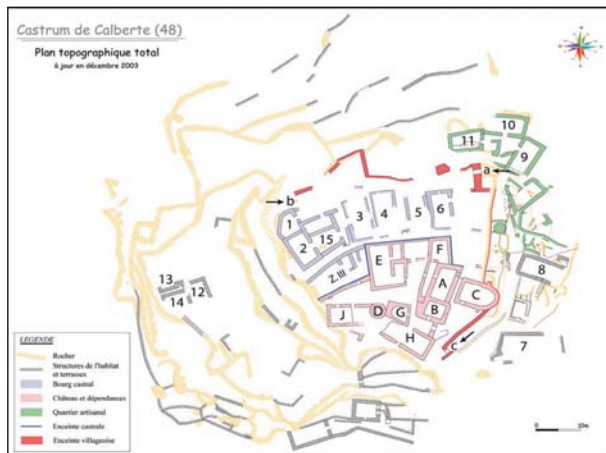 Castrum de Calberte (48)
Plan topographique total
à jour en décembre 2003
10
11
9
a
b
1
3
4
5
6
15
2
F
E
Z.III
8
A
C
13
12
14
B
J
D
G
H
c
7
LEGENDE
Rocher
Structures de l'habitat
et terrasses
Bourg castral
Château et dépendances
Quartier artisanal
Enceinte castrale
Enceinte villageoise
0